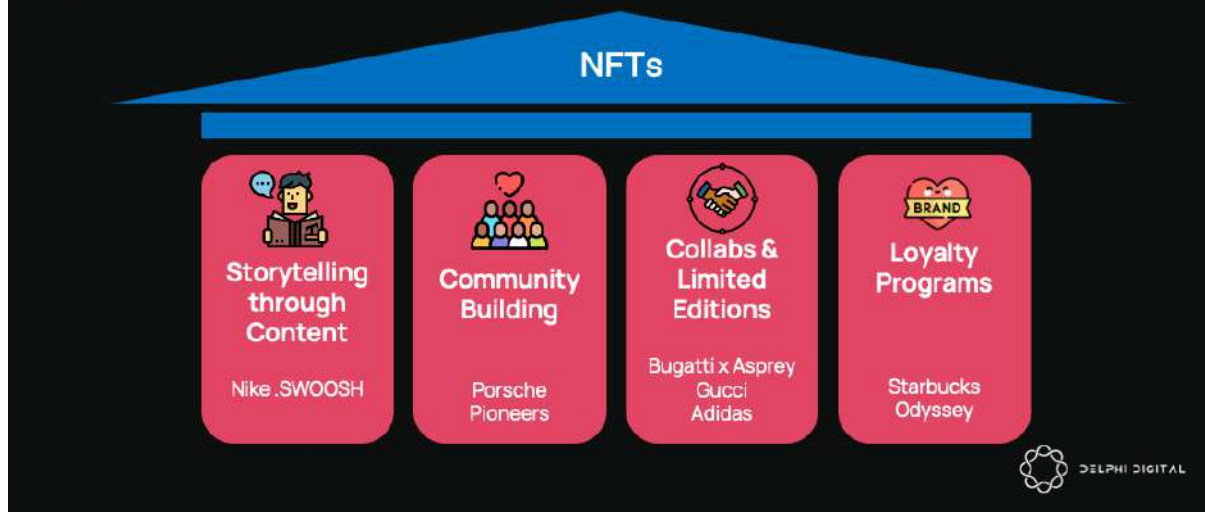 NFTs
Storytelling
through
Content
Nike .SWOOSH
Community
Building
Porsche
Pioneers
Collabs &
Limited
Editions
Bugatti x Asprey
Gucci
Adidas
BRAND
Loyalty
Programs
Starbucks
Odyssey
DELPHI DIGITAL